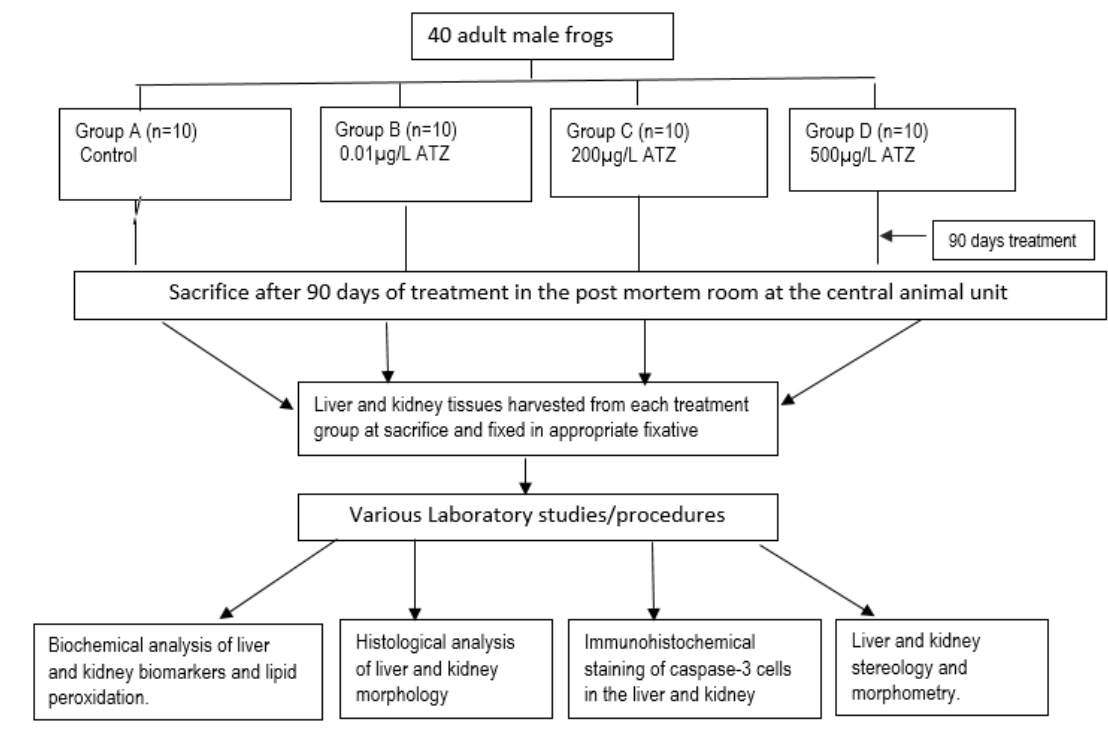 40 adult male frogs
Group A (n=10)
Control
Group B (n=10)
0.01µg/L ATZ
Group C (n=10)
200µg/L ATZ
Group D (n=10)
500µg/L ATZ
90 days treatment
Sacrifice after 90 days of treatment in the post mortem room at the central animal unit
Liver and kidney tissues harvested from each treatment
group at sacrifice and fixed in appropriate fixative
Various Laboratory studies/procedures
Biochemical analysis of liver
and kidney biomarkers and lipid
peroxidation.
Histological analysis
of liver and kidney
morphology
Immunohistochemical
staining of caspase-3 cells
in the liver and kidney
Liver and kidney
stereology and
morphometry.